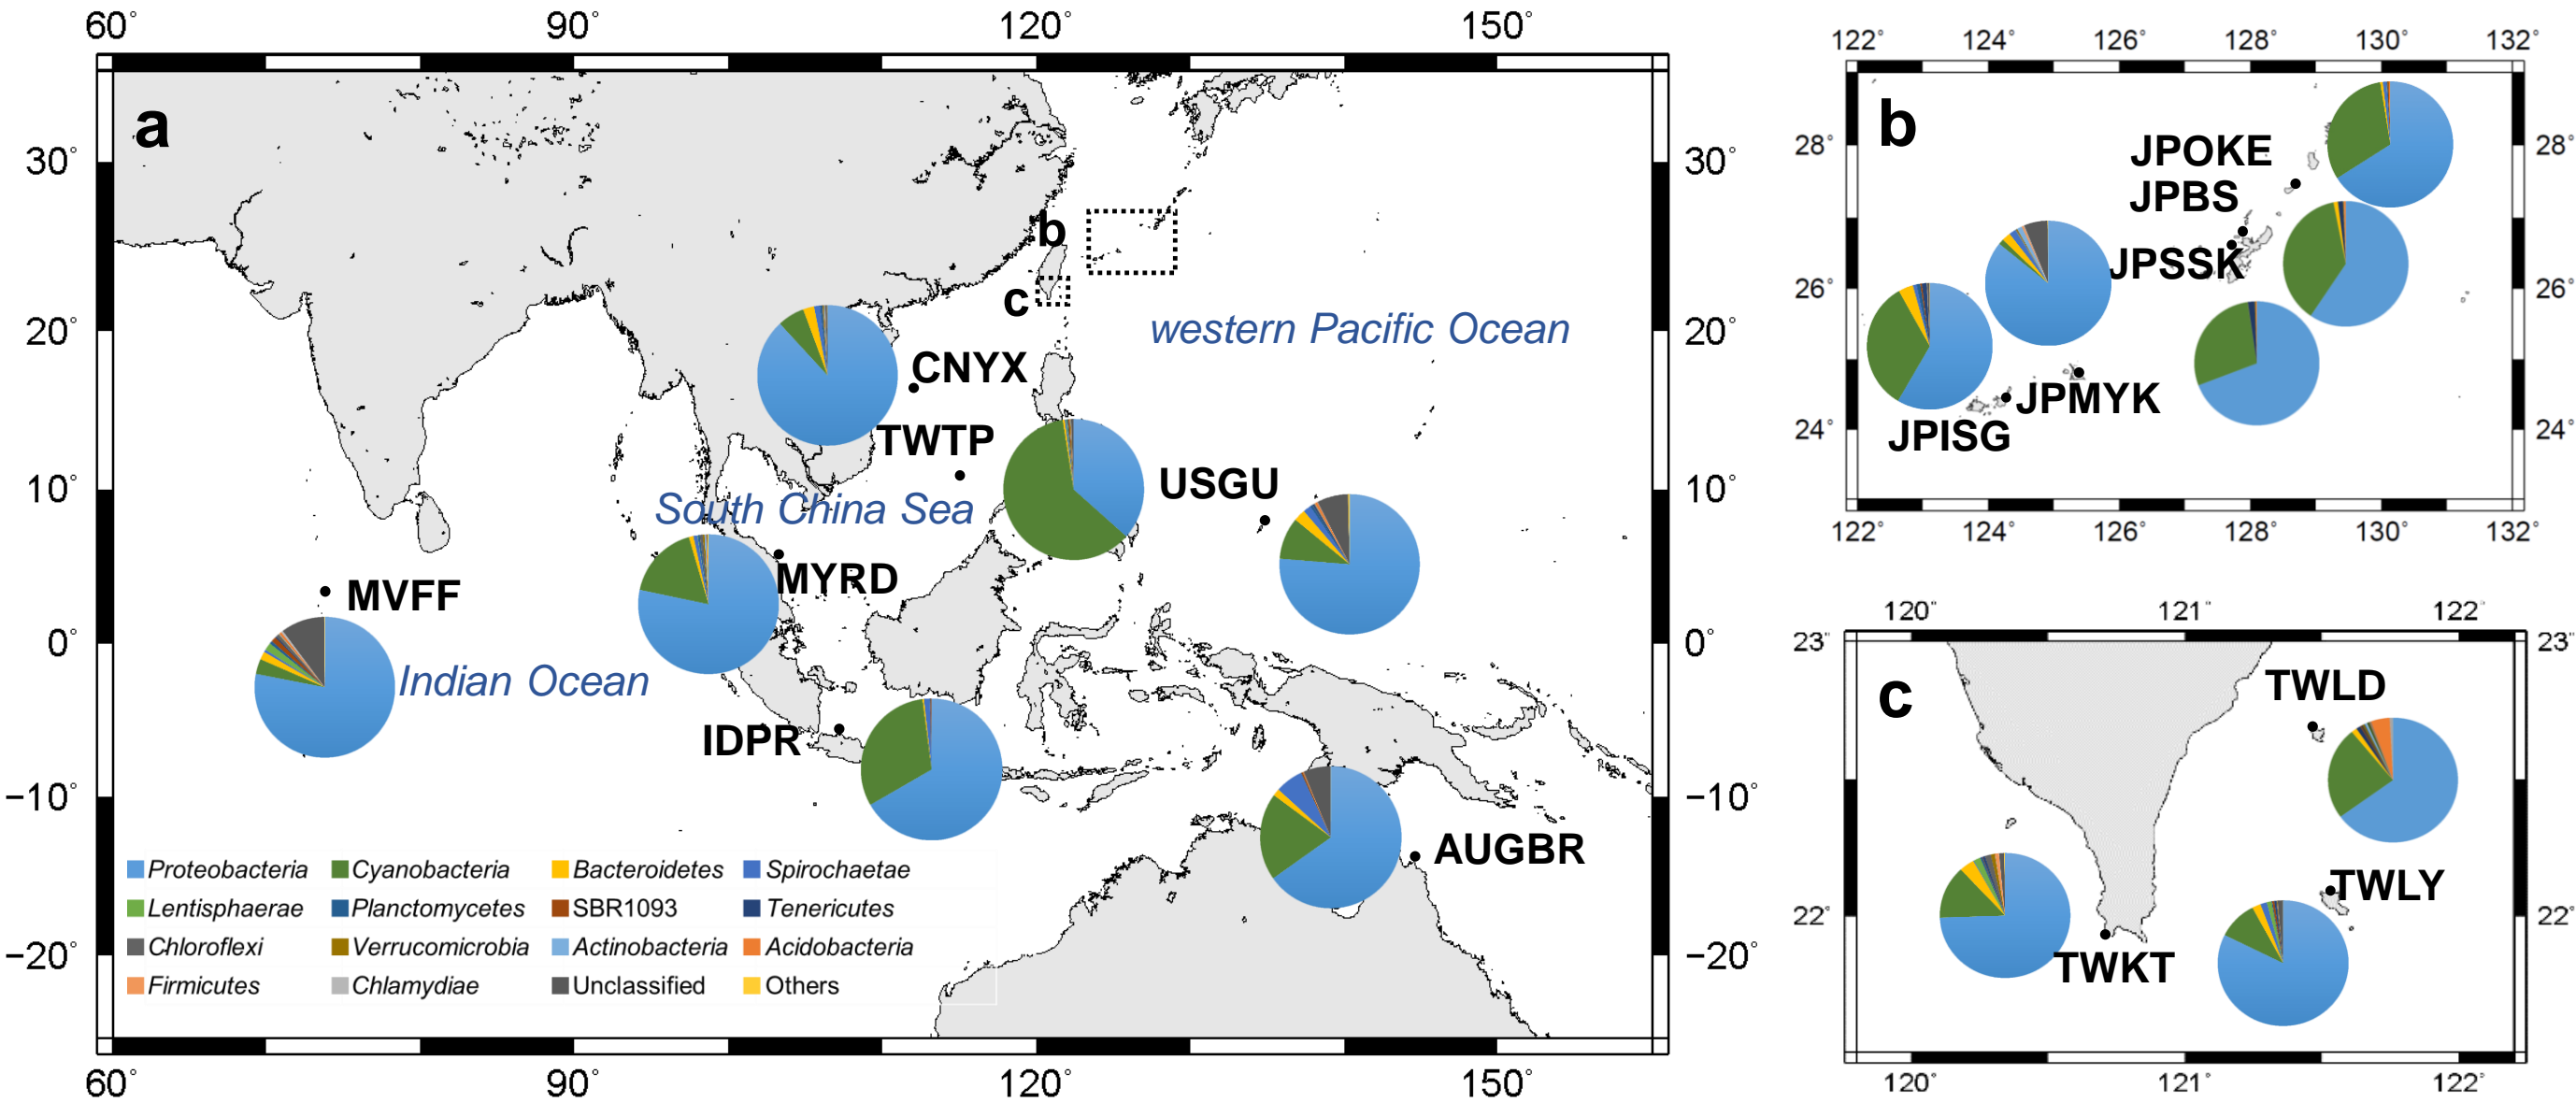 60° 90° 120° 150°
a
30° 30°
20° 20°
10° 10°
0° 0°
−10° −10°
−20° −20°
60° 90° 120° 150°
b
c
western Pacific Ocean
CNYX
TWTP
South China Sea
USGU
MYRD
MVFF
Indian Ocean
IDPR
AUGBR
Proteobacteria Cyanobacteria Bacteroidetes Spirochaetae
Lentisphaerae Planctomycetes SBR1093 Tenericutes
Chloroflexi Verrucomicrobia Actinobacteria Acidobacteria
Firmicutes Chlamydiae Unclassified Others
122° 124° 126° 128° 130° 132°
b
28° 28°
26° 26°
24° 24°
JPOKE
JPBS
JPSSK
JPMYK
JPISG
122° 124° 126° 128° 130° 132°
120° 121° 122°
23° 23°
c
TWLD
TWLY
22° 22°
TWKT
120° 121° 122°